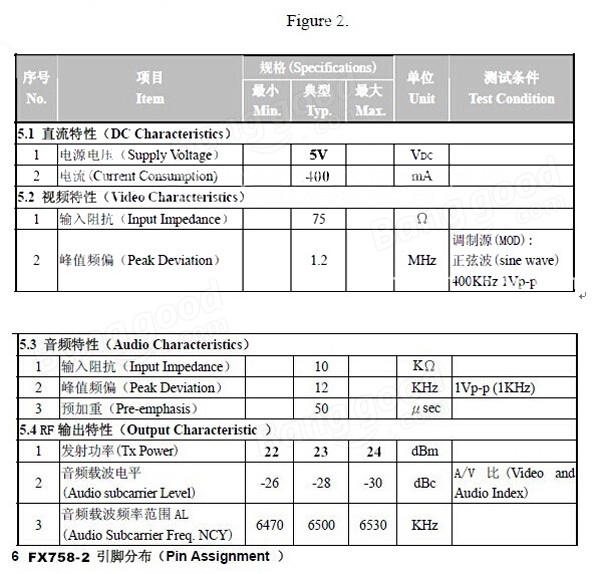 Figure 2.
序号 No. 项目 Item 规格 (Specifications) 单位 Unit 测试条件 Test Condition
最小 Min. 典型 Typ. 最大 Max.
5.1 直流特性（DC Characteristics）
1 电源电压（Supply Voltage） 5V VDC
2 电流(Current Consumption) 400 mA
5.2 视频特性（Video Characteristics）
1 输入阻抗（Input Impedance） 75 Ω
2 峰值频偏（Peak Deviation） 1.2 MHz 调制源(MOD)：
正弦波(sine wave)
400KHz 1Vp-p
5.3 音频特性（Audio Characteristics）
1 输入阻抗（Input Impedance） 10 KΩ
2 峰值频偏（Peak Deviation） 12 KHz 1Vp-p (1KHz)
3 预加重（Pre-emphasis） 50 μsec
5.4 RF 输出特性（Output Characteristic ）
1 发射功率(Tx Power) 22 23 24 dBm
2 音频载波电平 (Audio subcarrier Level) -26 -28 -30 dBc A/V 比 (Video and Audio Index)
3 音频载波频率范围 AL (Audio Subcarrier Freq. NCY) 6470 6500 6530 KHz
6 FX758-2 引脚分布（Pin Assignment ）
Banggood.com